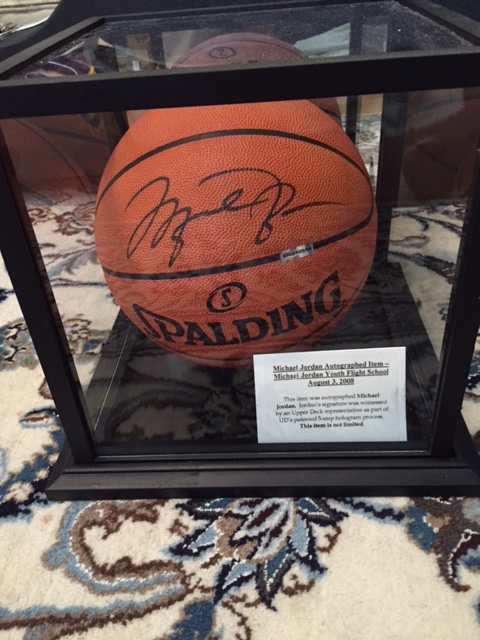 Michael Jordan
S
SPALDING
Michael Jordan Autographed Item –
Michael Jordan Youth Flight School
August 3, 2008
This item was autographed Michael
Jordan. Jordan's signature was witnessed
by an Upper Deck representative as part of
UD's patented 5-step hologram process.
This item is not limited.